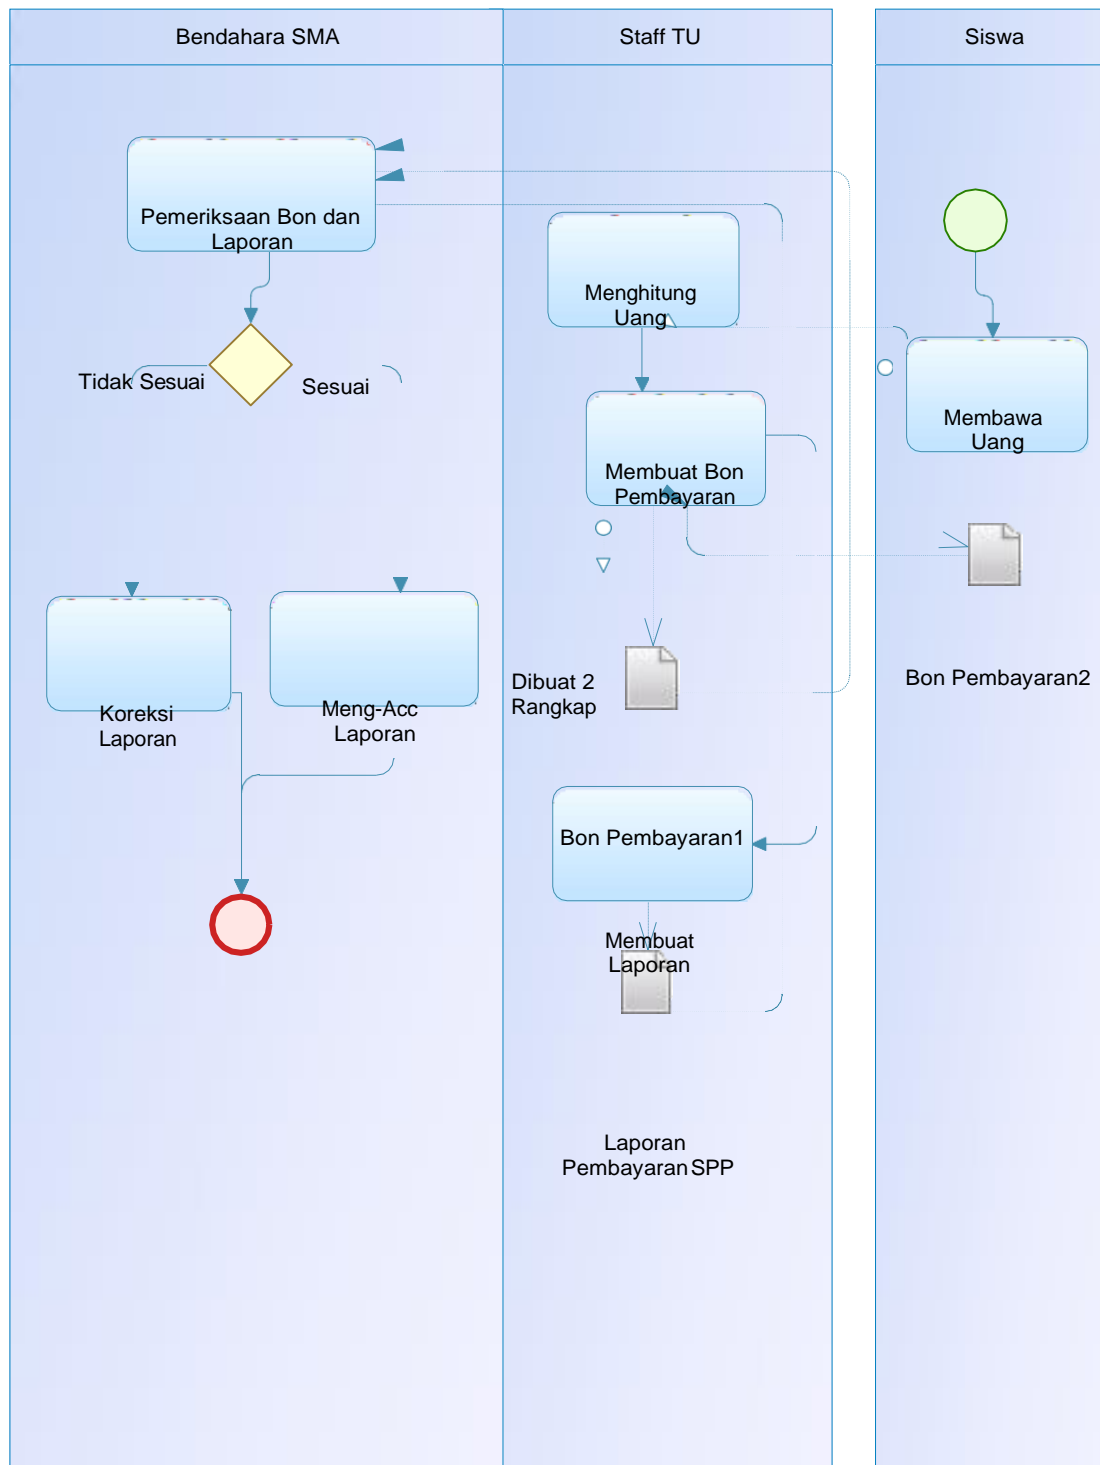 Bendahara SMA
Staff TU
Siswa
Pemeriksaan Bon dan
Laporan
Menghitung
Uang
Tidak Sesuai
Sesuai
Membawa
Uang
Membuat Bon
Pembayaran
Dibuat 2
Rangkap
Bon Pembayaran2
Koreksi
Laporan
Meng-Acc
Laporan
Bon Pembayaran1
Membuat
Laporan
Laporan
Pembayaran SPP